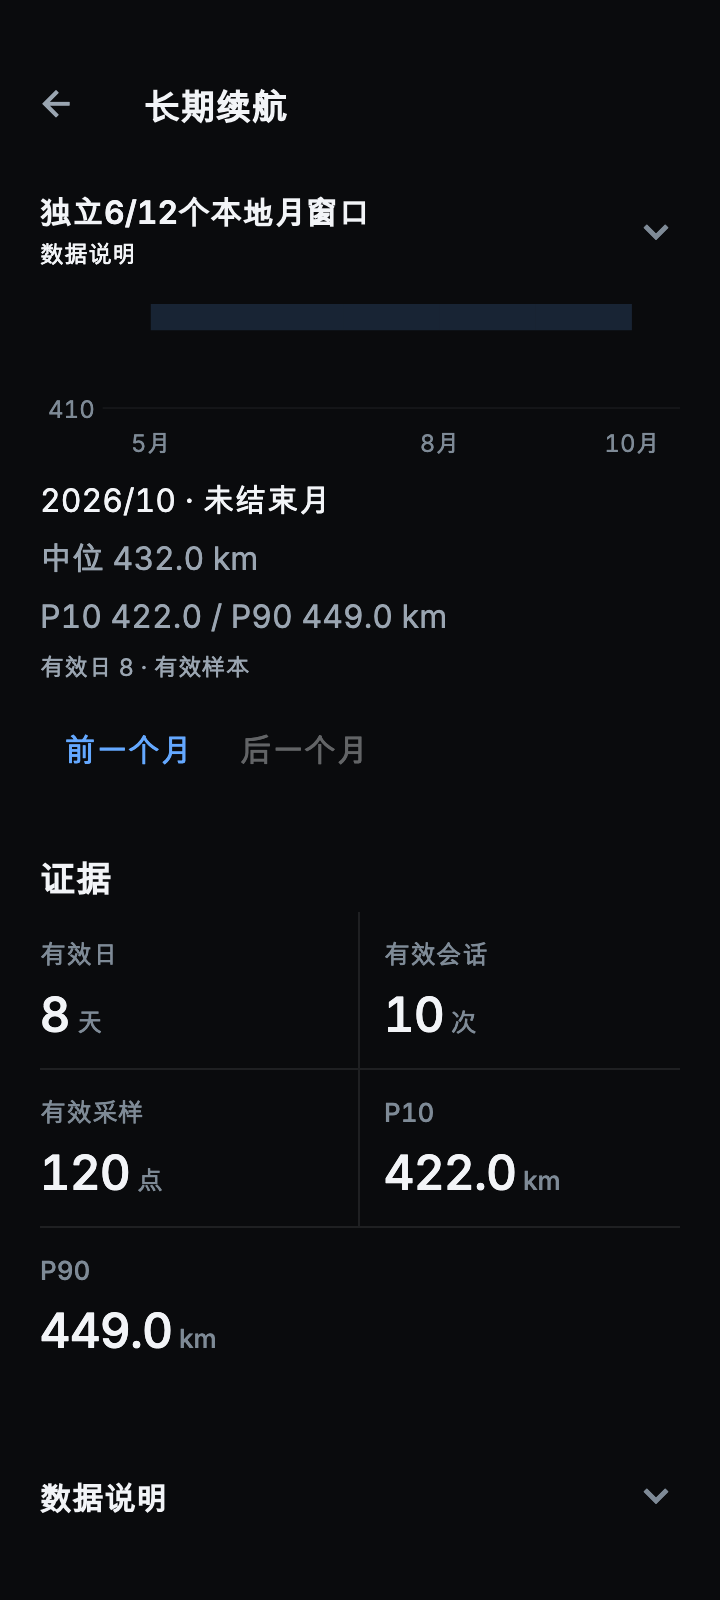 长期续航
独立6/12个本地月窗口
数据说明
410
5月 8月 10月
2026/10 · 未结束月
中位 432.0 km
P10 422.0 / P90 449.0 km
有效日 8 · 有效样本
前一个月 后一个月
证据
有效日 有效会话
8 天 10 次
有效采样 P10
120 点 422.0 km
P90
449.0 km
数据说明